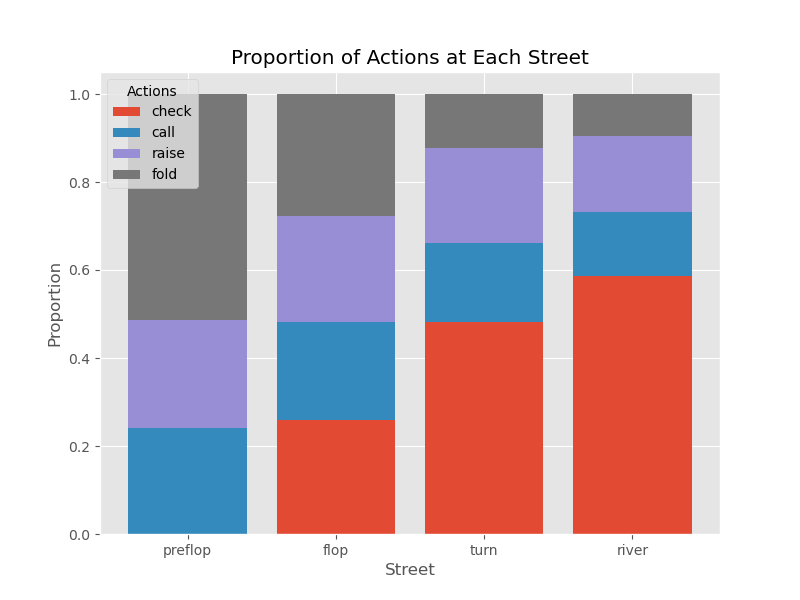 Proportion of Actions at Each Street
Actions
check
call
raise
fold
Proportion
1.0
0.8
0.6
0.4
0.2
0.0
preflop
flop
turn
river
Street